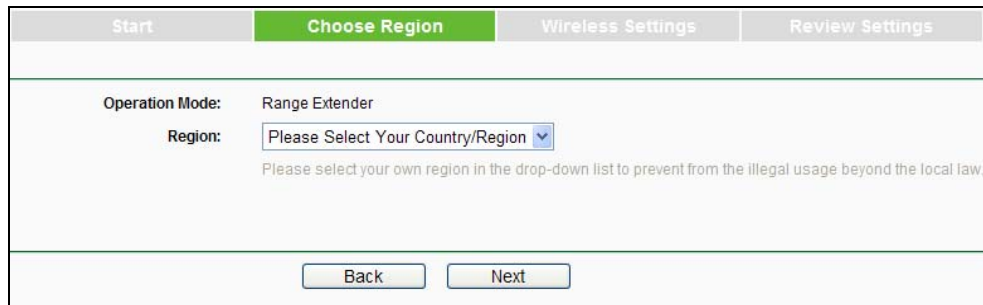 Start Choose Region Wireless Settings Review Settings
Operation Mode: Range Extender
Region: Please Select Your Country/Region
Please select your own region in the drop-down list to prevent from the illegal usage beyond the local law.
Back Next